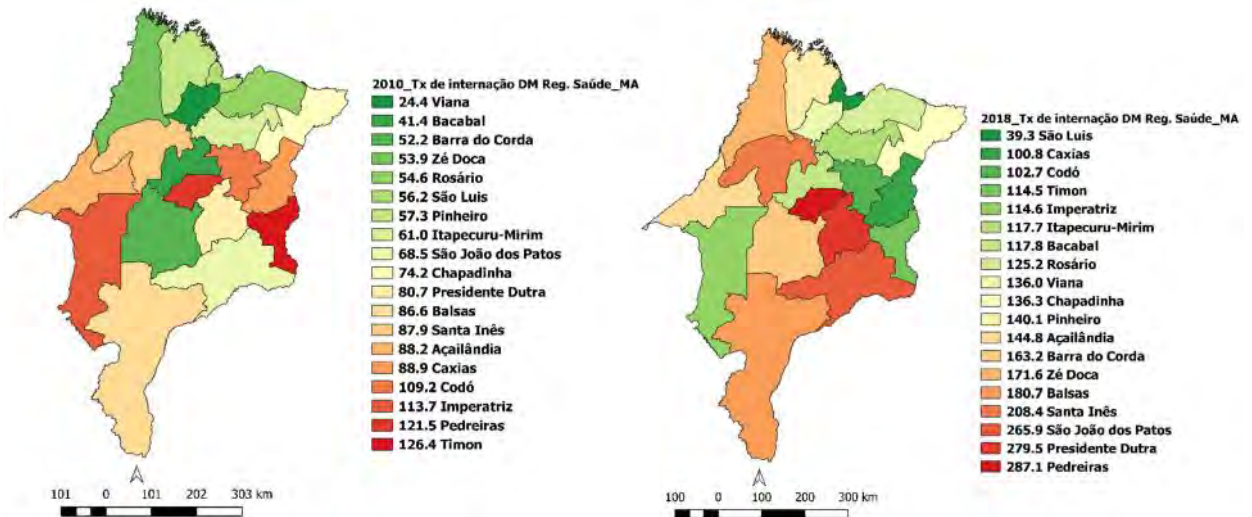 2010_Tx de internação DM Reg. Saúde_MA
24.4 Viana
41.4 Bacabal
52.2 Barra do Corda
53.9 Zé Doca
54.6 Rosário
56.2 São Luis
57.3 Pinheiro
61.0 Itapecuru-Mirim
68.5 São João dos Patos
74.2 Chapadinha
80.7 Presidente Dutra
86.6 Balsas
87.9 Santa Inês
88.2 Açailândia
88.9 Caxias
109.2 Codó
113.7 Imperatriz
121.5 Pedreiras
126.4 Timon
101 0 101 202 303 km
2018_Tx de internação DM Reg. Saúde_MA
39.3 São Luis
100.8 Caxias
102.7 Codó
114.5 Timon
114.6 Imperatriz
117.7 Itapecuru-Mirim
117.8 Bacabal
125.2 Rosário
136.0 Viana
136.3 Chapadinha
140.1 Pinheiro
144.8 Açailândia
163.2 Barra do Corda
171.6 Zé Doca
180.7 Balsas
208.4 Santa Inês
265.9 São João dos Patos
279.5 Presidente Dutra
287.1 Pedreiras
100 0 100 200 300 km